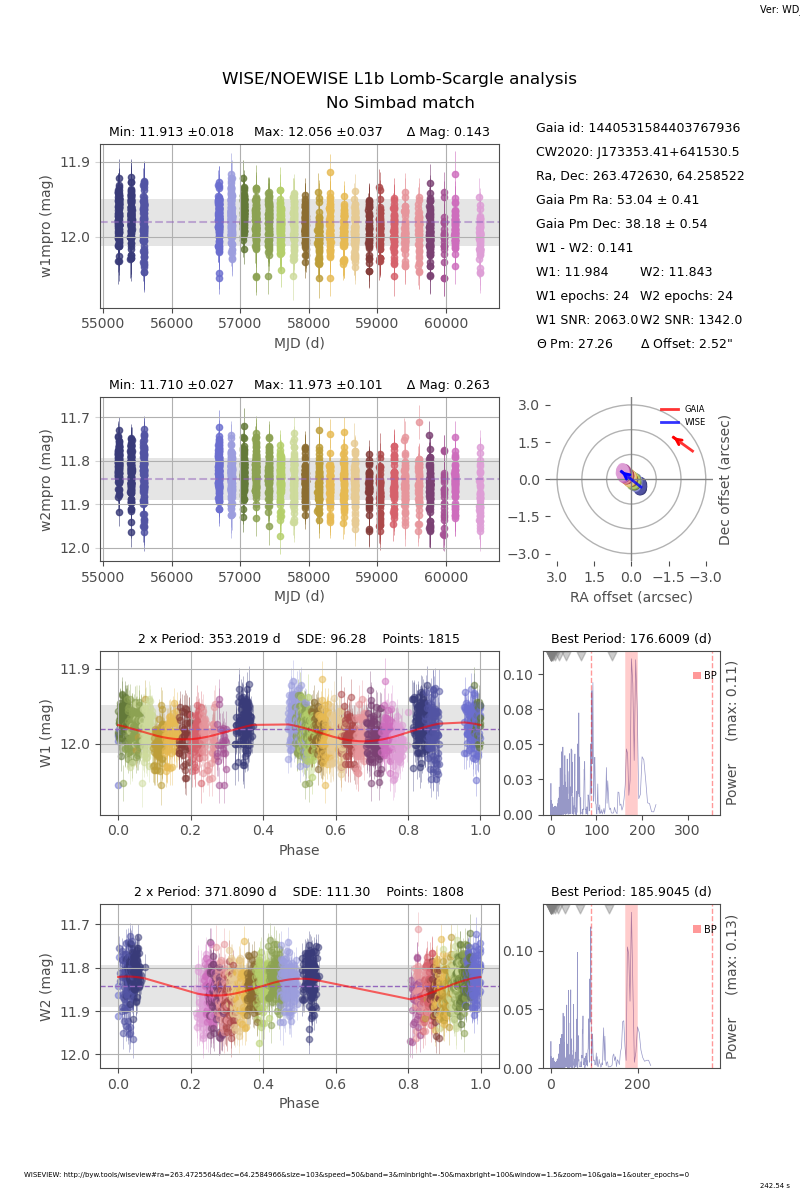 Ver: WD_
WISE/NOEWISE L1b Lomb-Scargle analysis
No Simbad match
Min: 11.913 ±0.018 Max: 12.056 ±0.037 Δ Mag: 0.143
11.9
12.0
w1mpro (mag)
55000 56000 57000 58000 59000 60000
MJD (d)
Gaia id: 1440531584403767936
CW2020: J173353.41+641530.5
Ra, Dec: 263.472630, 64.258522
Gaia Pm Ra: 53.04 ± 0.41
Gaia Pm Dec: 38.18 ± 0.54
W1 - W2: 0.141
W1: 11.984 W2: 11.843
W1 epochs: 24 W2 epochs: 24
W1 SNR: 2063.0 W2 SNR: 1342.0
Θ Pm: 27.26 Δ Offset: 2.52"
Min: 11.710 ±0.027 Max: 11.973 ±0.101 Δ Mag: 0.263
11.7
11.8
11.9
12.0
w2mpro (mag)
55000 56000 57000 58000 59000 60000
MJD (d)
GAIA
WISE
3.0
1.5
0.0
−1.5
−3.0
Dec offset (arcsec)
3.0 1.5 0.0 −1.5 −3.0
RA offset (arcsec)
2 x Period: 353.2019 d SDE: 96.28 Points: 1815
11.9
12.0
W1 (mag)
0.0 0.2 0.4 0.6 0.8 1.0
Phase
Best Period: 176.6009 (d)
BP
0.10
0.08
0.05
0.03
0.00
Power (max: 0.11)
0 100 200 300
2 x Period: 371.8090 d SDE: 111.30 Points: 1808
11.7
11.8
11.9
12.0
W2 (mag)
0.0 0.2 0.4 0.6 0.8 1.0
Phase
Best Period: 185.9045 (d)
BP
0.10
0.05
0.00
Power (max: 0.13)
0 200
WISEVIEW: http://byw.tools/wiseview#ra=263.4725564&dec=64.2584966&size=103&speed=50&band=3&minbright=-50&maxbright=100&window=1.5&zoom=10&gaia=1&outer_epochs=0
242.54 s